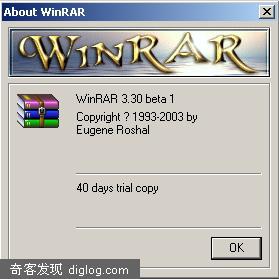 About WinRAR
WinRAR
WinRAR 3.30 beta 1
Copyright ? 1993-2003 by
Eugene Roshal
40 days trial copy
OK
奇客发现 diglog.com